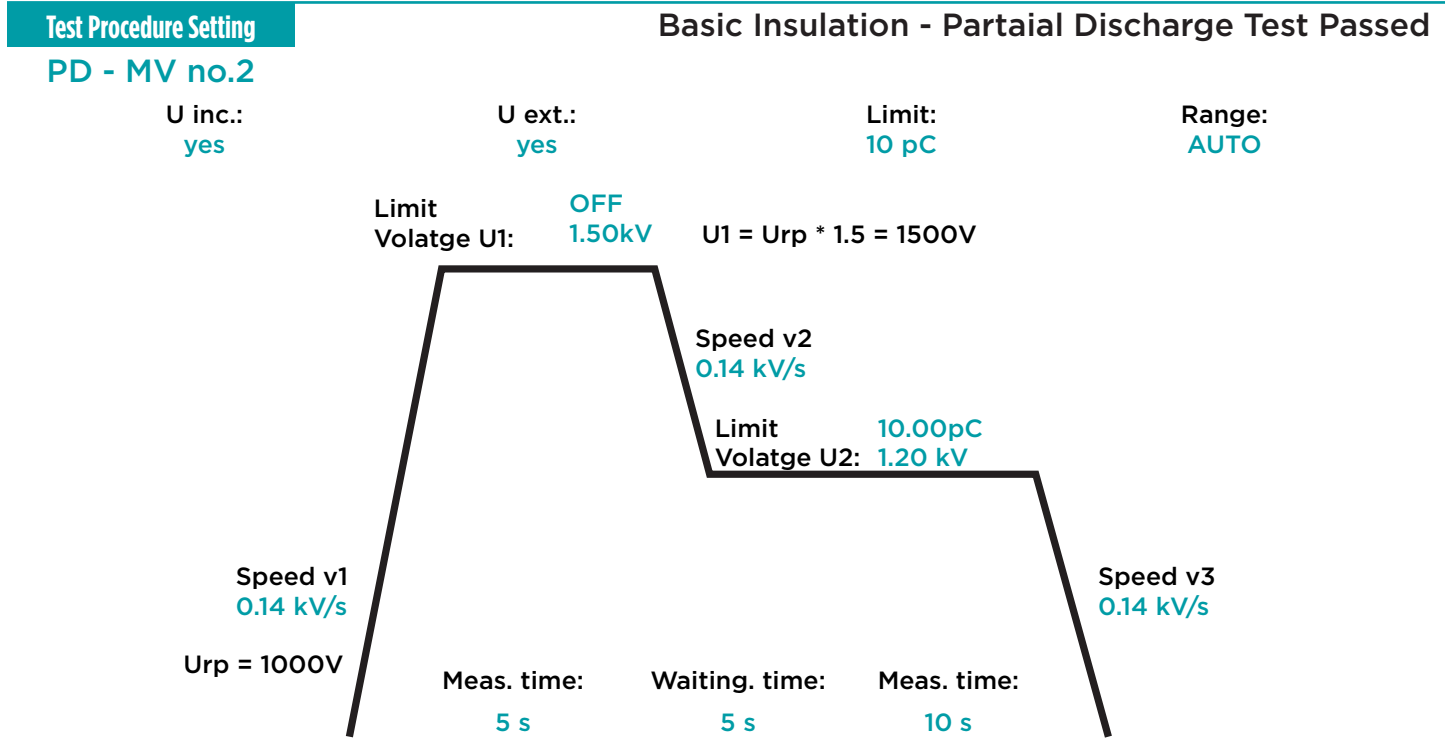 Test Procedure Setting
Basic Insulation - Partaial Discharge Test Passed
PD - MV no.2
U inc.:
yes
U ext.:
yes
Limit:
10 pC
Range:
AUTO
Limit OFF
Volatge U1: 1.50kV
U1 = Urp * 1.5 = 1500V
Speed v2
0.14 kV/s
Limit 10.00pC
Volatge U2: 1.20 kV
Speed v1
0.14 kV/s
Speed v3
0.14 kV/s
Urp = 1000V
Meas. time:
5 s
Waiting. time:
5 s
Meas. time:
10 s